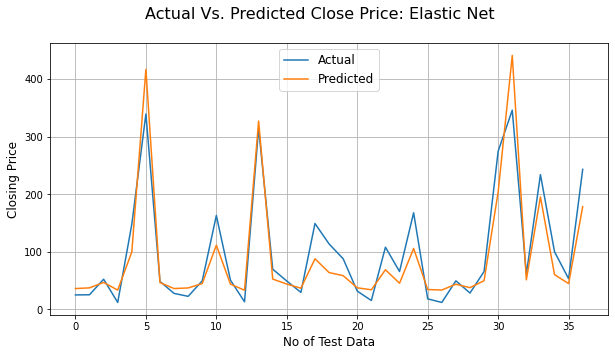 Actual Vs. Predicted Close Price: Elastic Net
Actual
Predicted
Closing Price
400
300
200
100
0
0 5 10 15 20 25 30 35
No of Test Data